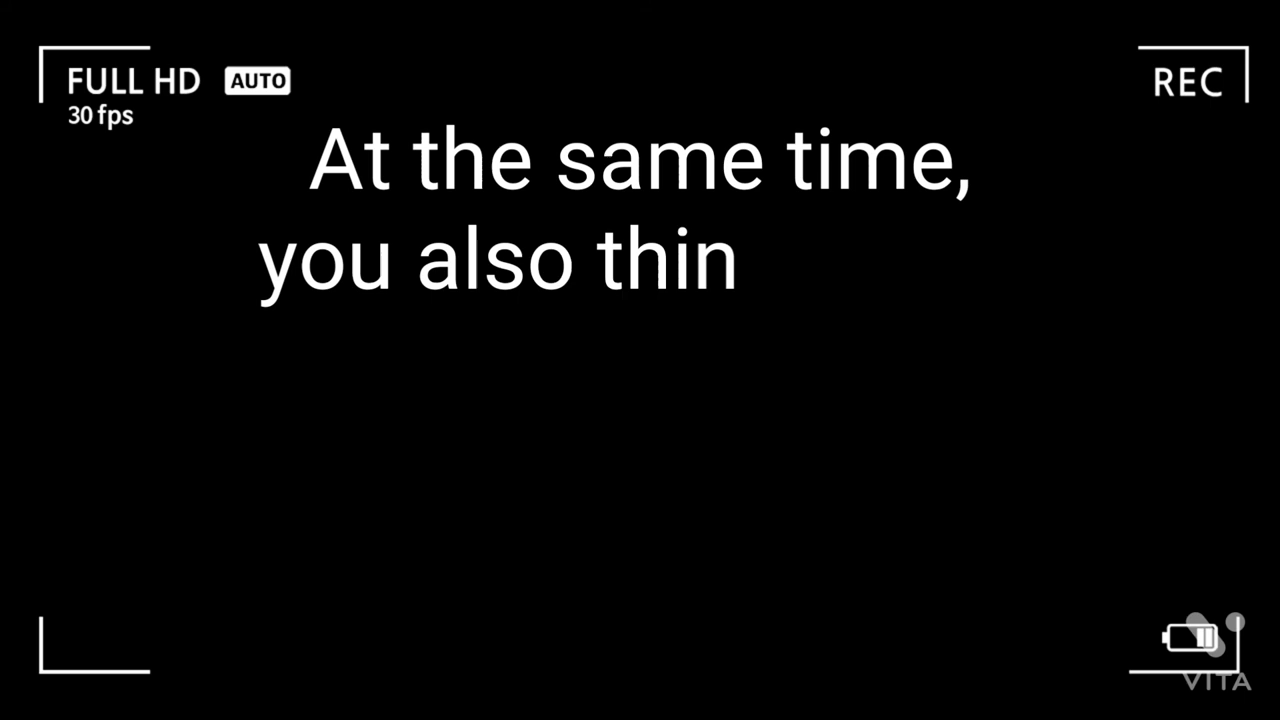 FULL HD AUTO
REC
30 fps
At the same time,
you also thin
VITA